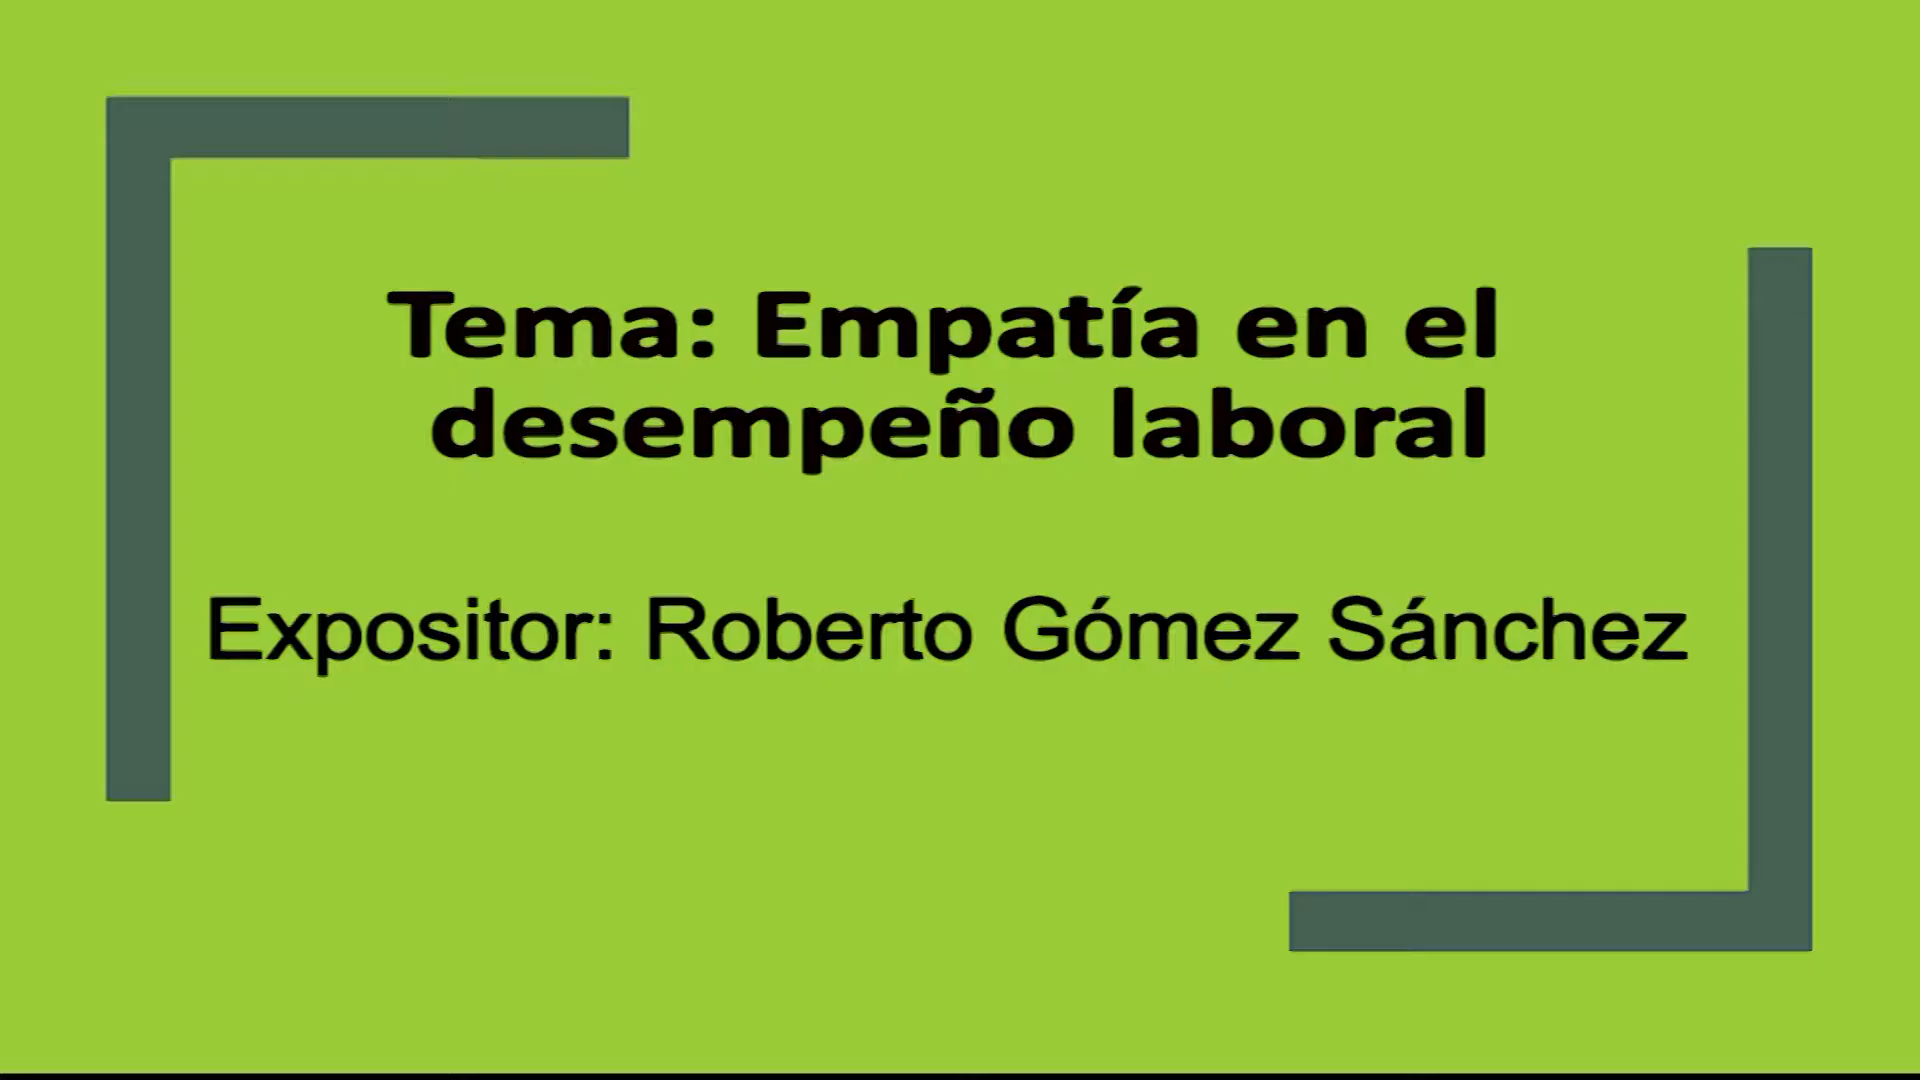 Tema: Empatía en el
desempeño laboral
Expositor: Roberto Gómez Sánchez